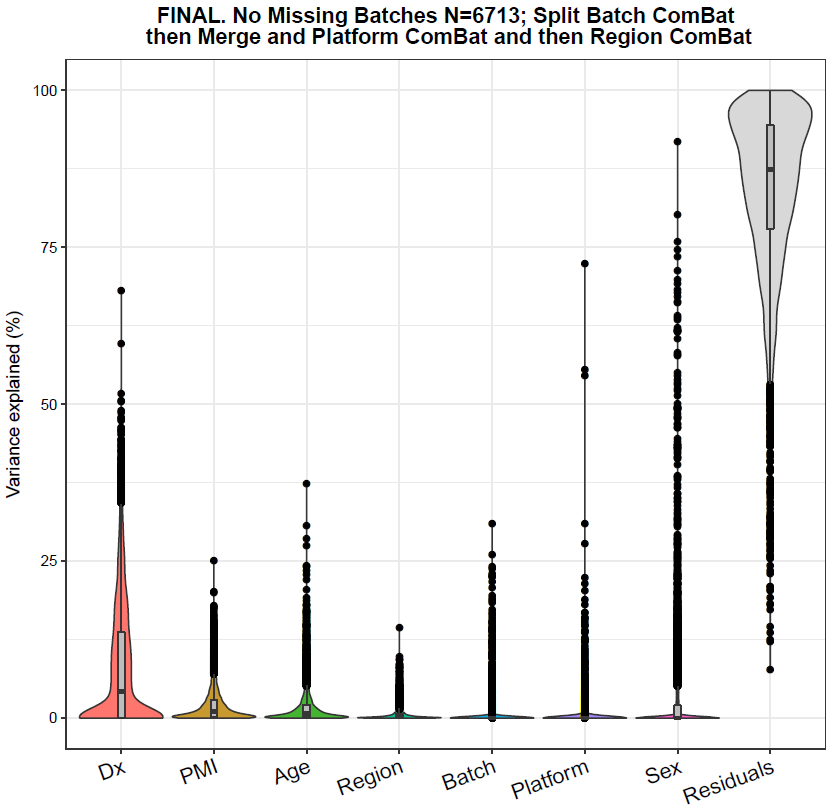 FINAL. No Missing Batches N=6713; Split Batch ComBat
then Merge and Platform ComBat and then Region ComBat
Variance explained (%)
100
75
50
25
0
Dx
PMI
Age
Region
Batch
Platform
Sex
Residuals